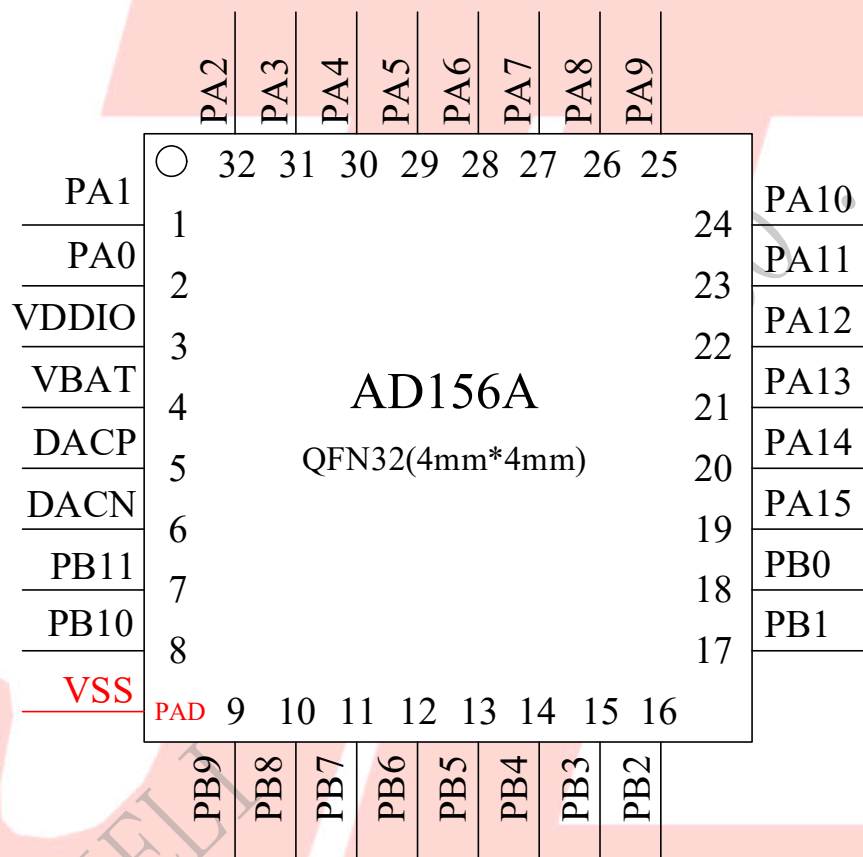 PA2 PA3 PA4 PA5 PA6 PA7 PA8 PA9
32 31 30 29 28 27 26 25
PA1 1
PA0 2
VDDIO 3
VBAT 4
DACP 5
DACN 6
PB11 7
PB10 8
VSS PAD
AD156A
QFN32(4mm*4mm)
24 PA10
23 PA11
22 PA12
21 PA13
20 PA14
19 PA15
18 PB0
17 PB1
9 10 11 12 13 14 15 16
PB9 PB8 PB7 PB6 PB5 PB4 PB3 PB2